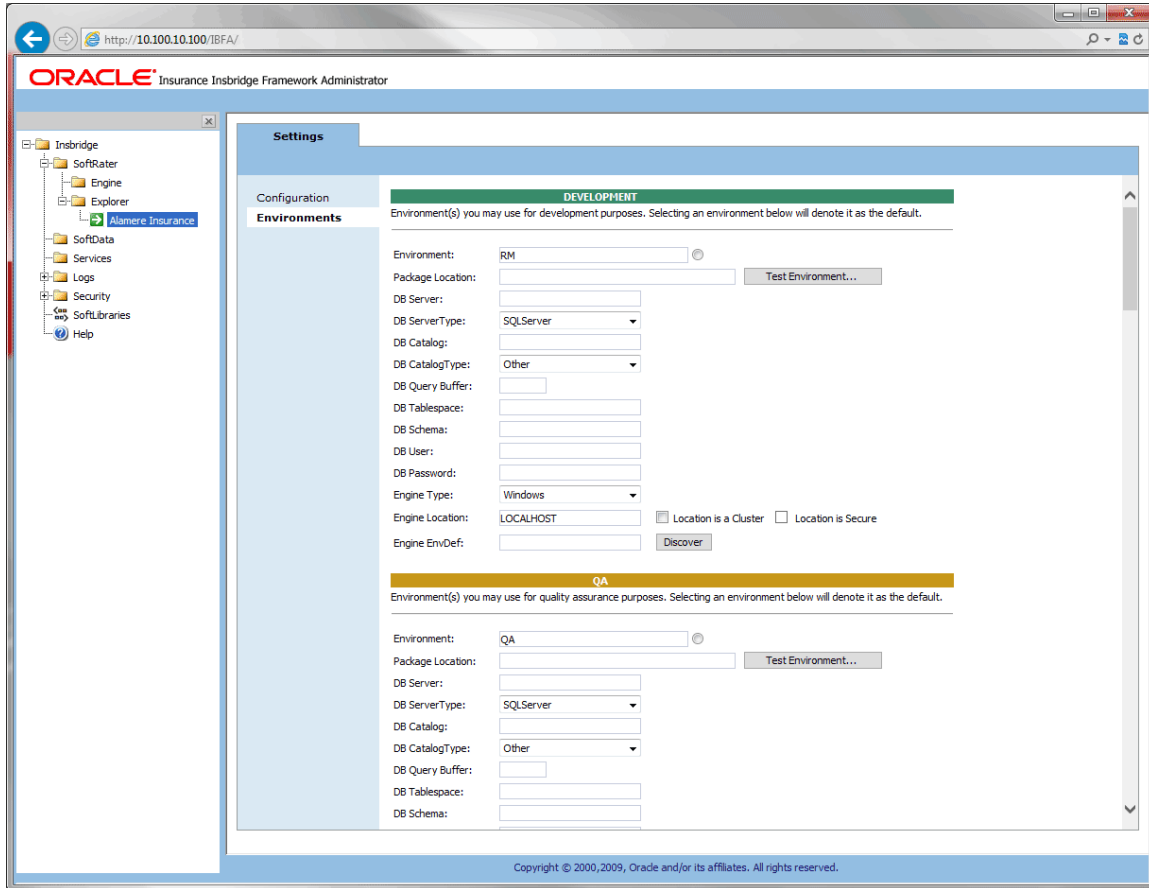 http://10.100.10.100/IBFA/
ORACLE Insurance Insbridge Framework Administrator
Insbridge
SoftRater
Engine
Explorer
Alamere Insurance
SoftData
Services
Logs
Security
SoftLibraries
Help
Settings
Configuration
Environments
DEVELOPMENT
Environment(s) you may use for development purposes. Selecting an environment below will denote it as the default.
Environment: RM
Package Location: Test Environment...
DB Server:
DB ServerType: SQLServer
DB Catalog:
DB CatalogType: Other
DB Query Buffer:
DB Tablespace:
DB Schema:
DB User:
DB Password:
Engine Type: Windows
Engine Location: LOCALHOST Location is a Cluster Location is Secure
Engine EnvDef: Discover
QA
Environment(s) you may use for quality assurance purposes. Selecting an environment below will denote it as the default.
Environment: QA
Package Location: Test Environment...
DB Server:
DB ServerType: SQLServer
DB Catalog:
DB CatalogType: Other
DB Query Buffer:
DB Tablespace:
DB Schema:
Copyright © 2000,2009, Oracle and/or its affiliates. All rights reserved.